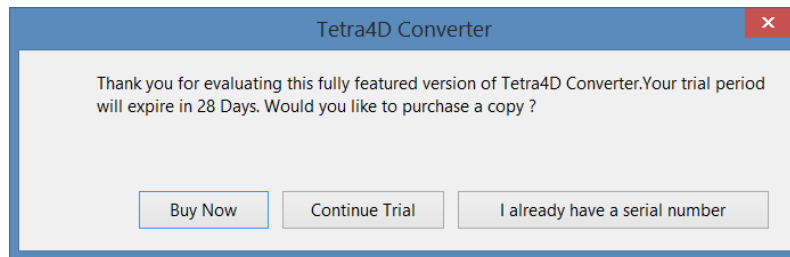 Tetra4D Converter
Thank you for evaluating this fully featured version of Tetra4D Converter.Your trial period
will expire in 28 Days. Would you like to purchase a copy ?
Buy Now
Continue Trial
I already have a serial number